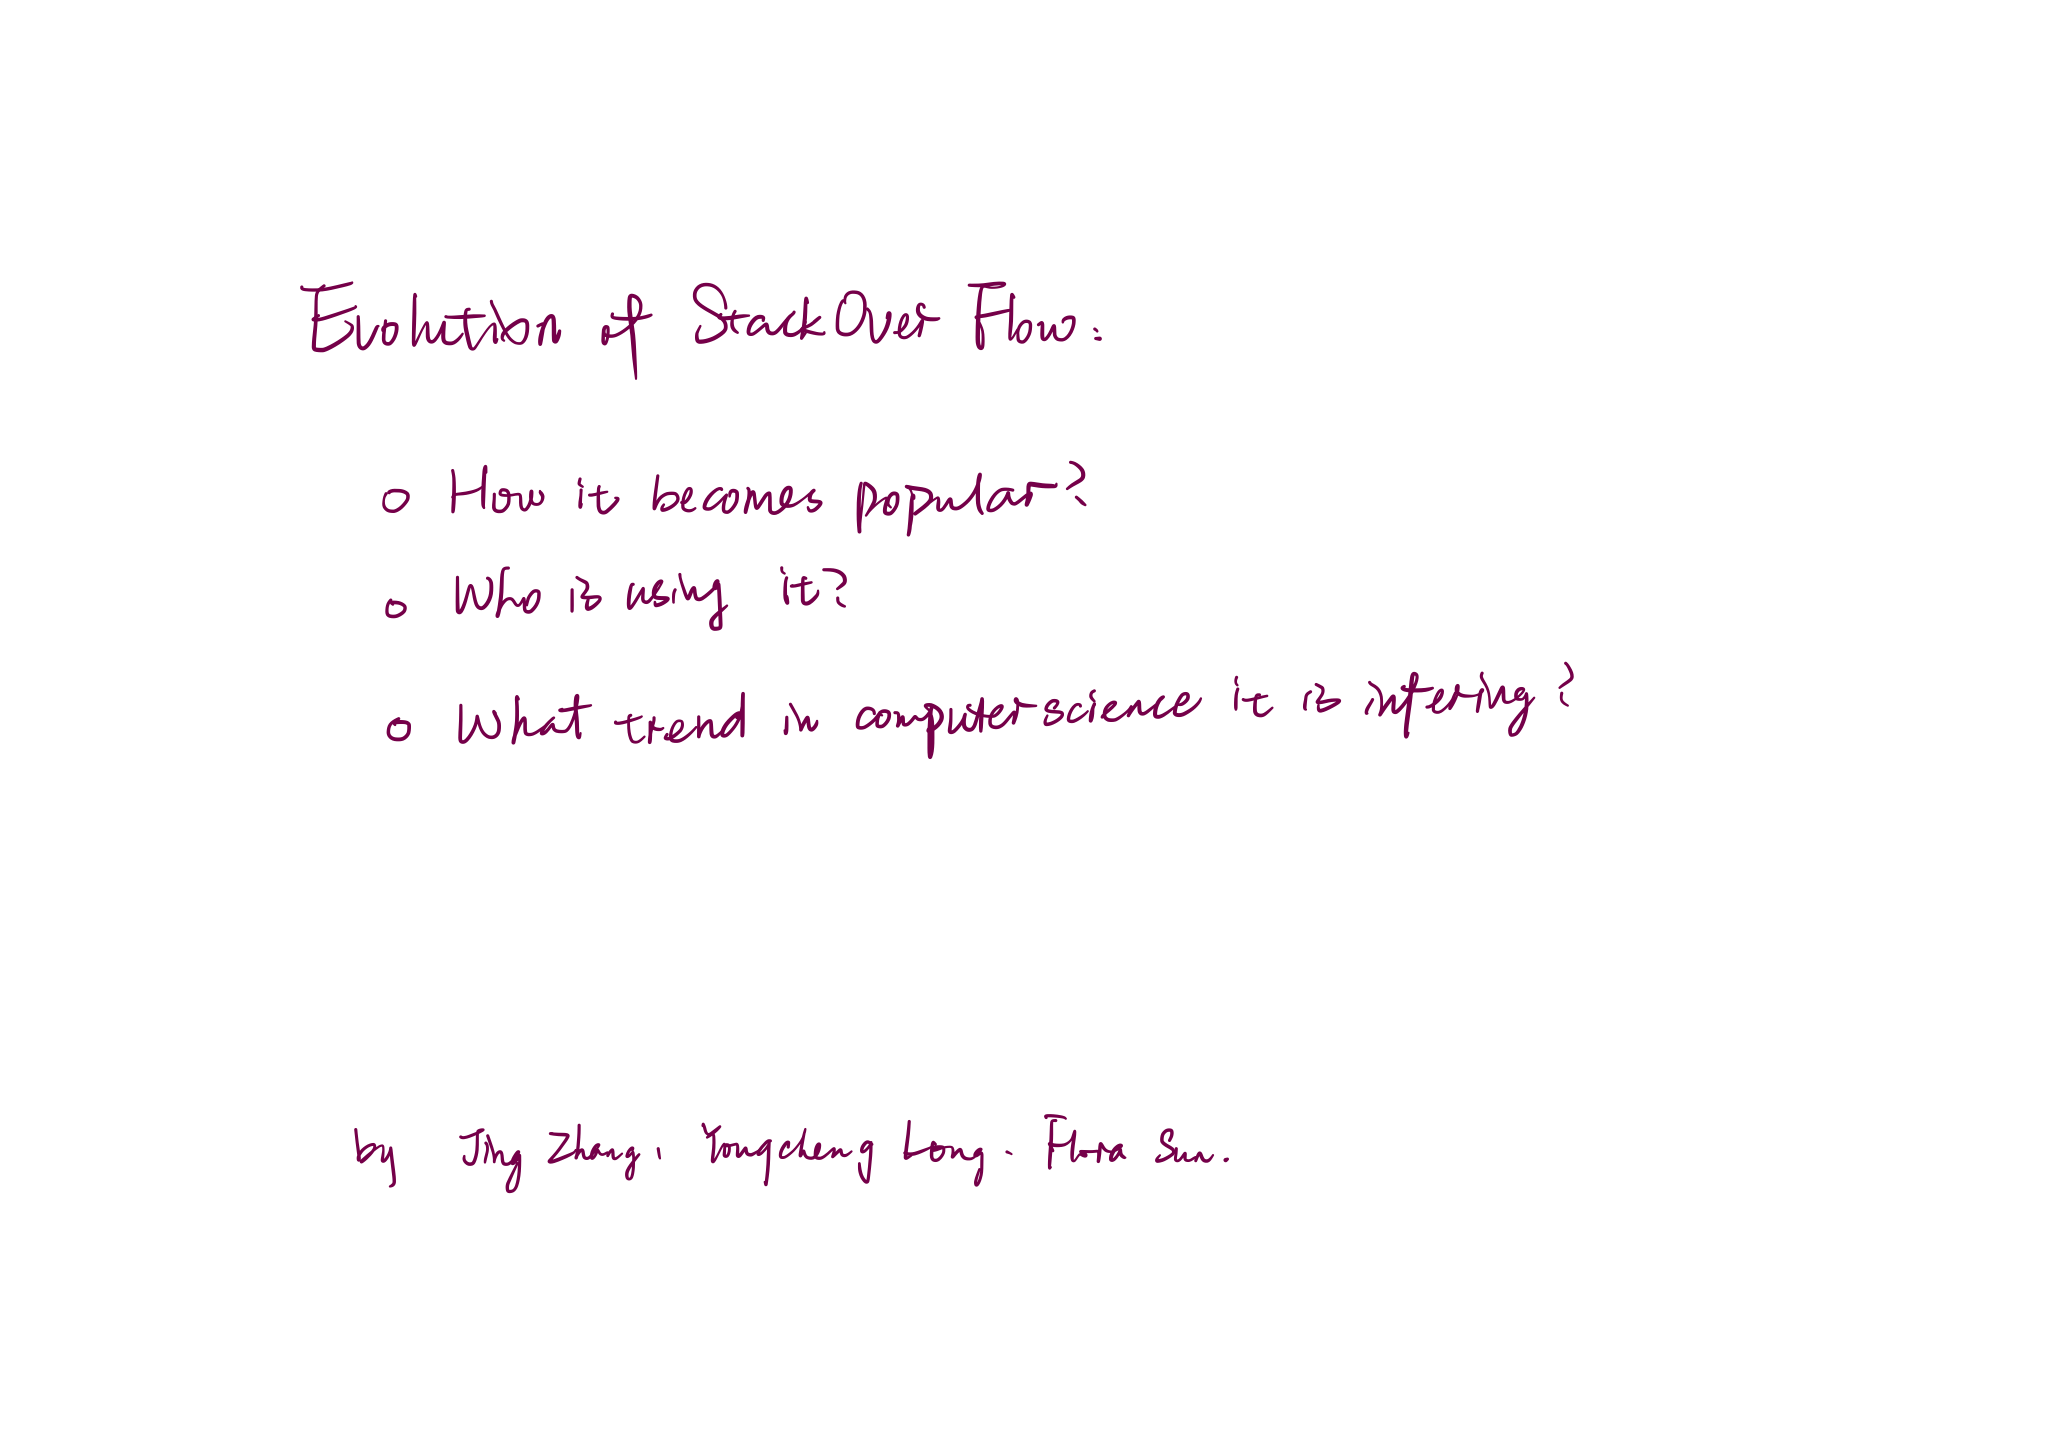 Evolution of StackOver Flow:
o How it becomes popular?
o Who is using it?
o What trend in computer science it is infering?
by Jing Zhang, Yongcheng Long. Flora Sun.